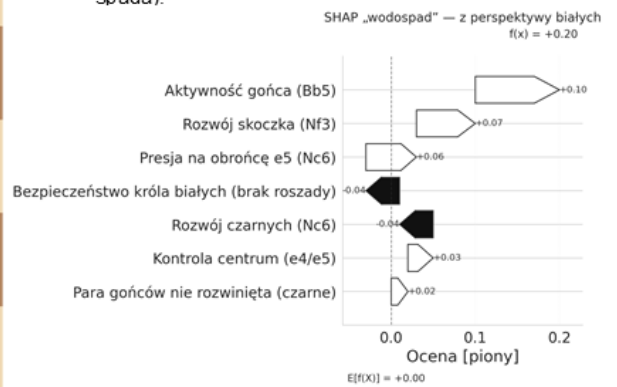 spada).
SHAP „wodospad” — z perspektywy białych
f(x) = +0.20
Aktywność gońca (Bb5)
+0.10
Rozwój skoczka (Nf3)
+0.07
Presja na obrońcę e5 (Nc6)
+0.06
Bezpieczeństwo króla białych (brak roszady)
-0.04
Rozwój czarnych (Nc6)
-0.04
Kontrola centrum (e4/e5)
+0.03
Para gońców nie rozwinięta (czarne)
+0.02
0.0 0.1 0.2
Ocena [piony]
E[f(X)] = +0.00